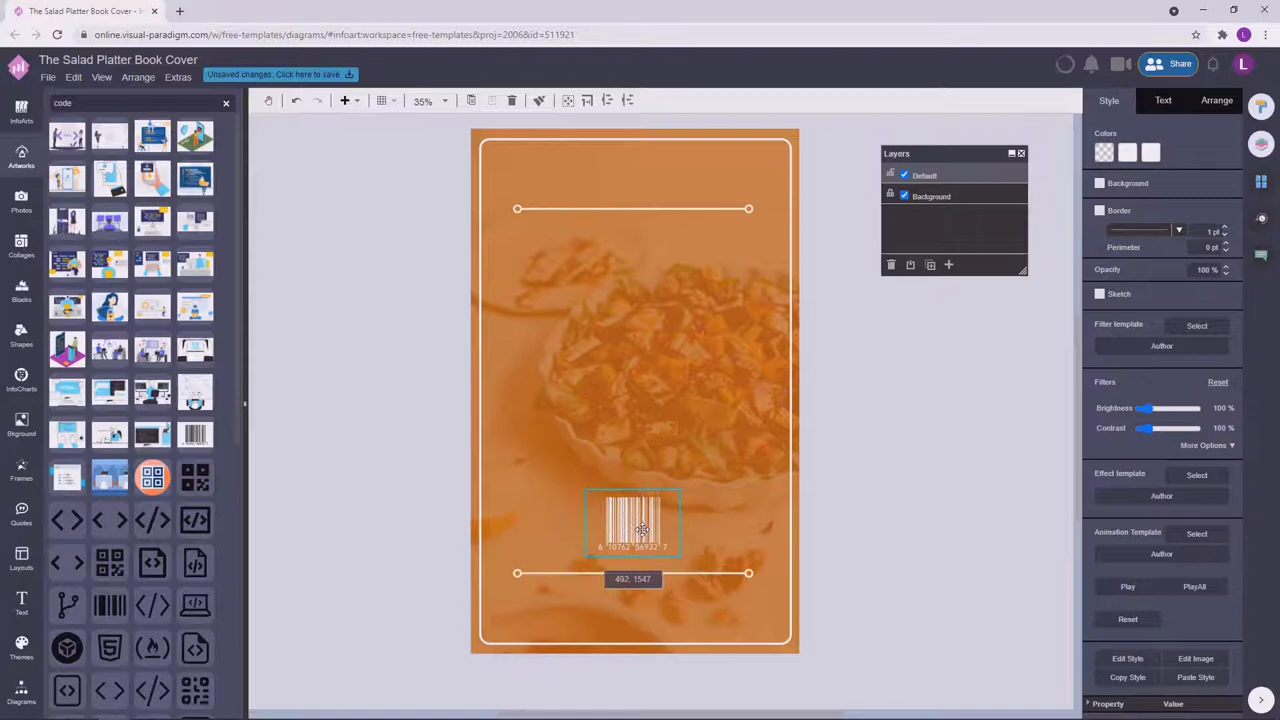 The Salad Platter Book Cover - In
online.visual-paradigm.com/w/free-templates/diagrams/#infoart:workspace=free-templates&proj=2006&id=511921
L
The Salad Platter Book Cover
File Edit View Arrange Extras
Unsaved changes. Click here to save.
Share
L
code
35%
Style Text Arrange
InfoArts
Artworks
Photos
Collages
Blocks
Shapes
InfoCharts
Bkground
Frames
Quotes
Layouts
Text
Themes
Diagrams
6 10762 56932 7
492, 1547
Layers
Default
Background
Colors
Background
Border
1 pt
Perimeter 0 pt
Opacity 100 %
Sketch
Filter template Select
Author
Filters Reset
Brightness 100 %
Contrast 100 %
More Options
Effect template Select
Author
Animation Template Select
Author
Play PlayAll
Reset
Edit Style Edit Image
Copy Style Paste Style
Property Value